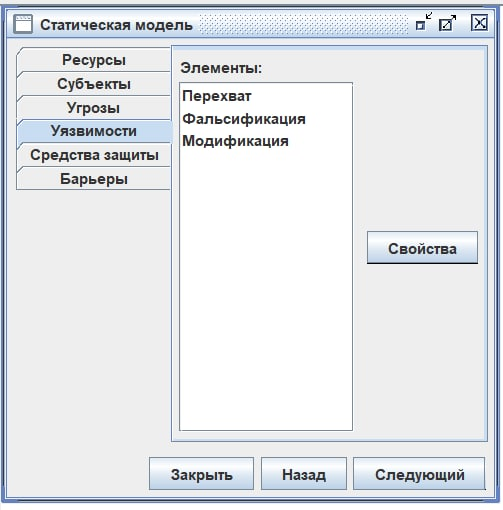 Статическая модель
Ресурсы
Субъекты
Угрозы
Уязвимости
Средства защиты
Барьеры
Элементы:
Перехват
Фальсификация
Модификация
Свойства
Закрыть
Назад
Следующий